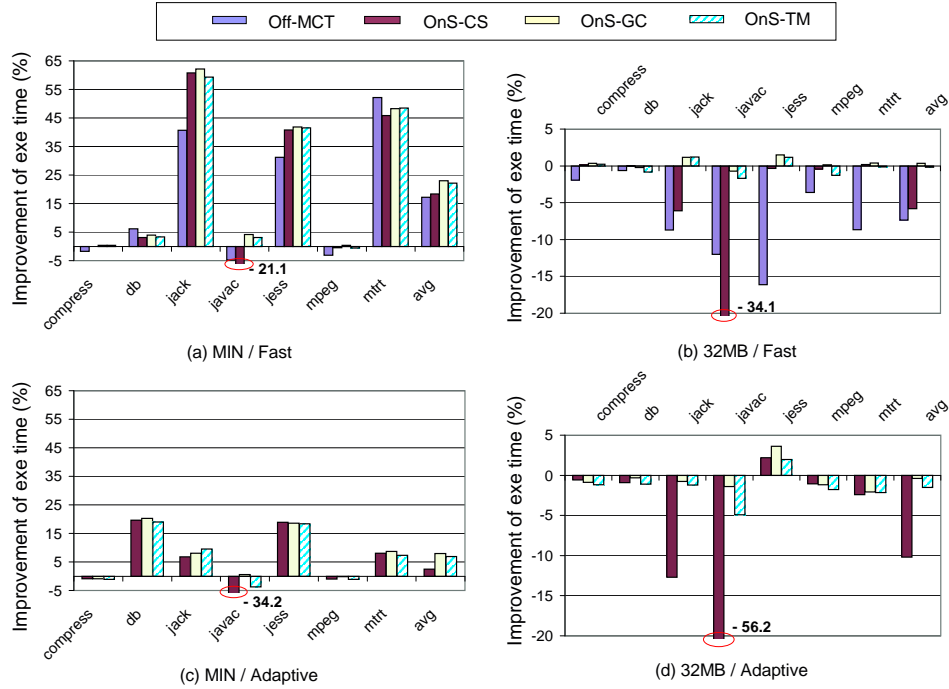 Off-MCT OnS-CS OnS-GC OnS-TM
Improvement of exe time (%)
65
55
45
35
25
15
5
-5
- 21.1
compress db jack javac jess mpeg mtrt avg
(a) MIN / Fast
compress db jack javac jess mpeg mtrt avg
Improvement of exe time (%)
5
0
-5
-10
-15
-20
- 34.1
(b) 32MB / Fast
Improvement of exe time (%)
65
55
45
35
25
15
5
-5
- 34.2
compress db jack javac jess mpeg mtrt avg
(c) MIN / Adaptive
compress db jack javac jess mpeg mtrt avg
Improvement of exe time (%)
5
0
-5
-10
-15
-20
- 56.2
(d) 32MB / Adaptive